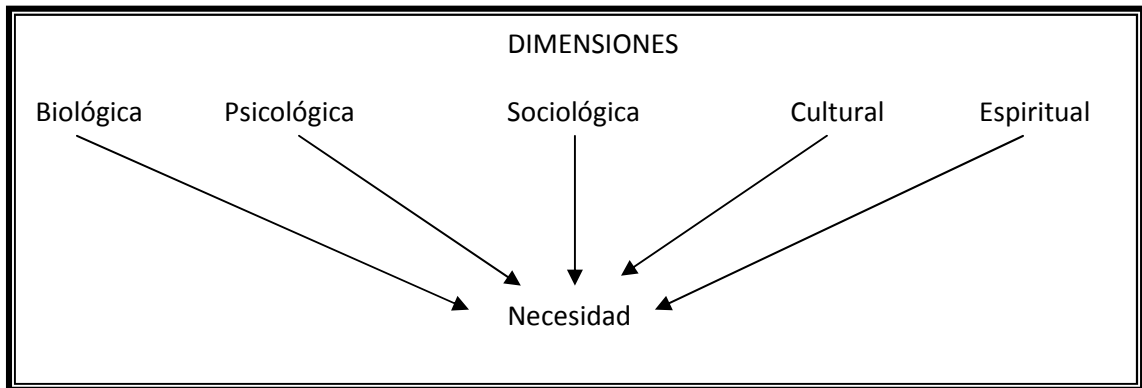 DIMENSIONES
Biológica Psicológica Sociológica Cultural Espiritual
Necesidad